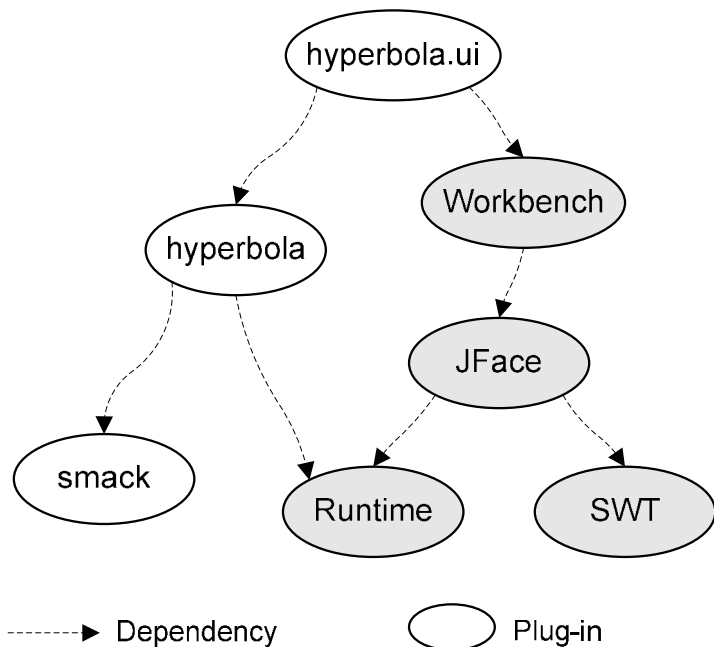 hyperbola.ui
Workbench
hyperbola
JFace
smack
Runtime
SWT
Dependency
Plug-in